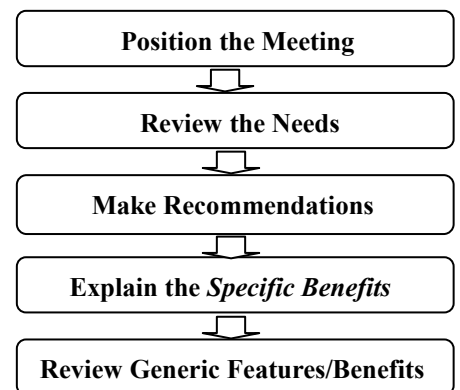 Position the Meeting
Review the Needs
Make Recommendations
Explain the Specific Benefits
Review Generic Features/Benefits